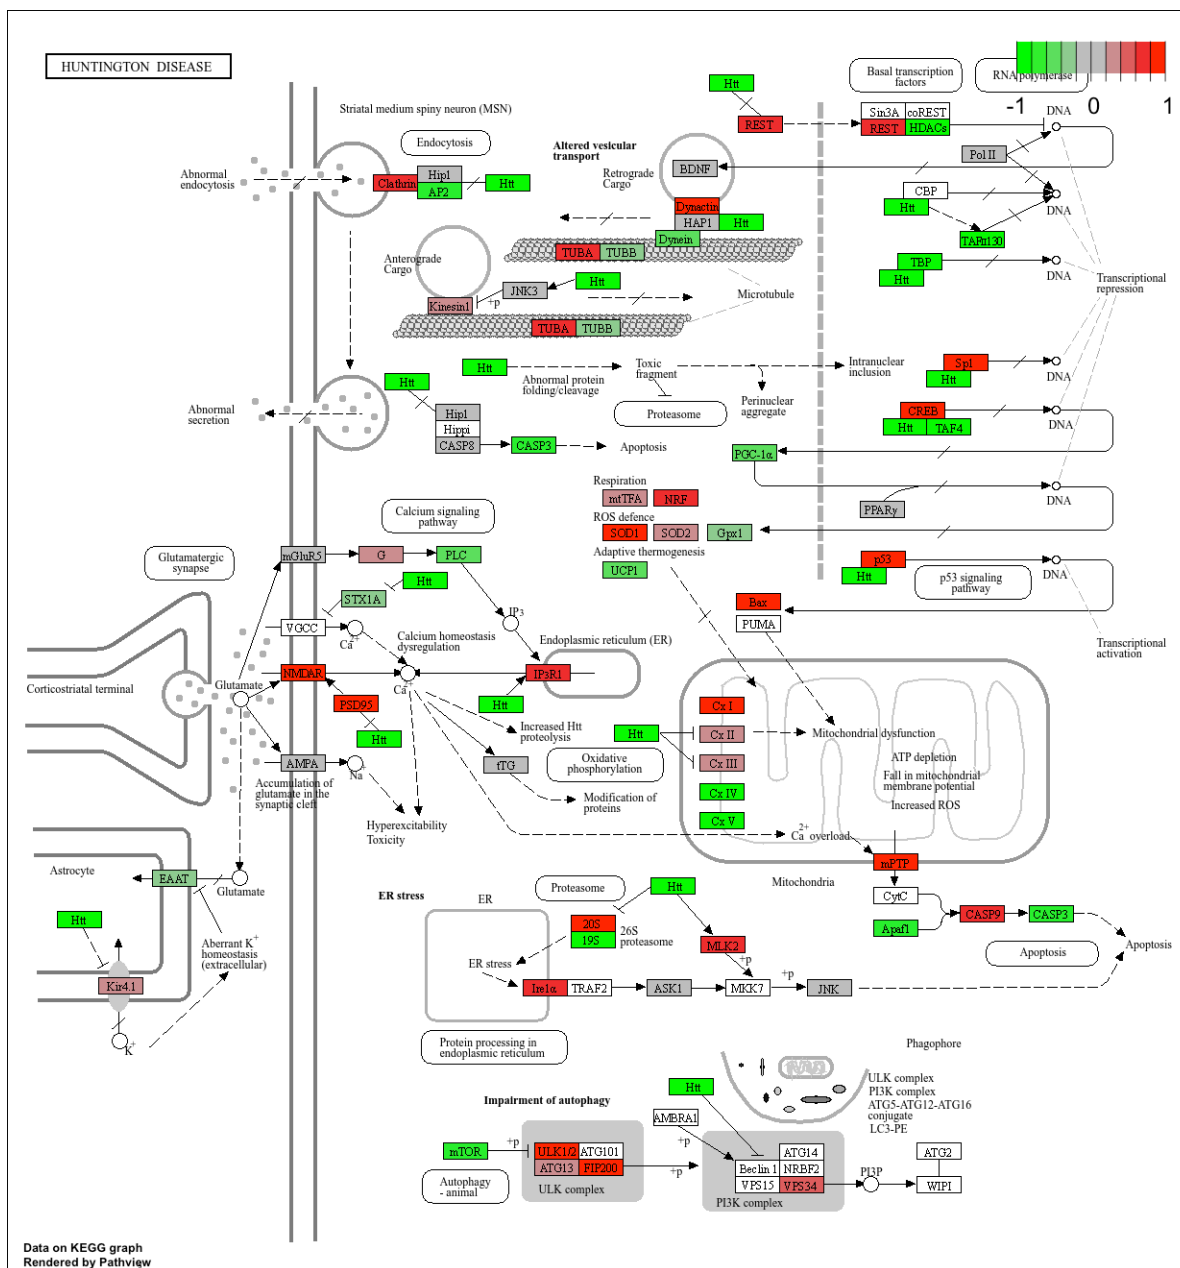 HUNTINGTON DISEASE
Striatal medium spiny neuron (MSN)
Endocytosis
Abnormal
endocytosis
Clathrin
Hip1
AP2
Htt
Altered vesicular
transport
Retrograde
Cargo
BDNF
Dynactin
HAP1
Htt
Dynein
TUBA
TUBB
Anterograde
Cargo
Kinesin1
+p
JNK3
Htt
Microtubule
TUBA
TUBB
Htt
REST
Basal transcription
factors
RNA polymerase
-1
0
1
Sin3A
coREST
REST
HDACs
DNA
Pol II
CBP
Htt
DNA
TAFII130
TBP
Htt
DNA
Transcriptional
repression
Sp1
Htt
DNA
CREB
Htt
TAF4
DNA
PGC-1α
PPARγ
DNA
p53
Htt
DNA
p53 signaling
pathway
Transcriptional
activation
Abnormal
secretion
Htt
Hip1
Hippi
CASP8
CASP3
Apoptosis
Htt
Abnormal protein
folding/cleavage
Toxic
fragment
Proteasome
Perinuclear
aggregate
Intranuclear
inclusion
Respiration
mtTFA
NRF
ROS defence
SOD1
SOD2
Gpx1
Adaptive thermogenesis
UCP1
Bax
PUMA
Calcium signaling
pathway
Glutamatergic
synapse
mGluR5
G
PLC
STX1A
Htt
VGCC
Ca2+
IP3
Calcium homeostasis
dysregulation
Endoplasmic reticulum (ER)
NMDAR
Ca2+
IP3R1
Htt
PSD95
Htt
Corticostriatal terminal
Glutamate
AMPA
Na+
Accumulation of
glutamate in the
synaptic cleft
Hyperexcitability
Toxicity
Increased Htt
proteolysis
tTG
Modification of
proteins
Oxidative
phosphorylation
Htt
Cx I
Cx II
Cx III
Cx IV
Cx V
Mitochondrial dysfunction
ATP depletion
Fall in mitochondrial
membrane potential
Increased ROS
Ca2+ overload
mPTP
Mitochondria
CytC
Apaf1
CASP9
CASP3
Apoptosis
Apoptosis
Astrocyte
EAAT
Glutamate
Htt
Kir4.1
K+
Aberrant K+
homeostasis
(extracellular)
ER stress
ER
Proteasome
Htt
20S
19S
26S
proteasome
ER stress
MLK2
+p
Ire1α
TRAF2
ASK1
MKK7
+p
JNK
Protein processing in
endoplasmic reticulum
Impairment of autophagy
mTOR
+p
ULK1/2
ATG101
ATG13
FIP200
ULK complex
Autophagy
- animal
Htt
AMBRA1
+p
+p
ATG14
Beclin 1
NRBF2
VPS15
VPS34
PI3K complex
PI3P
ATG2
WIPI
Phagophore
ULK complex
PI3K complex
ATG5-ATG12-ATG16
conjugate
LC3-PE
Data on KEGG graph
Rendered by Pathview